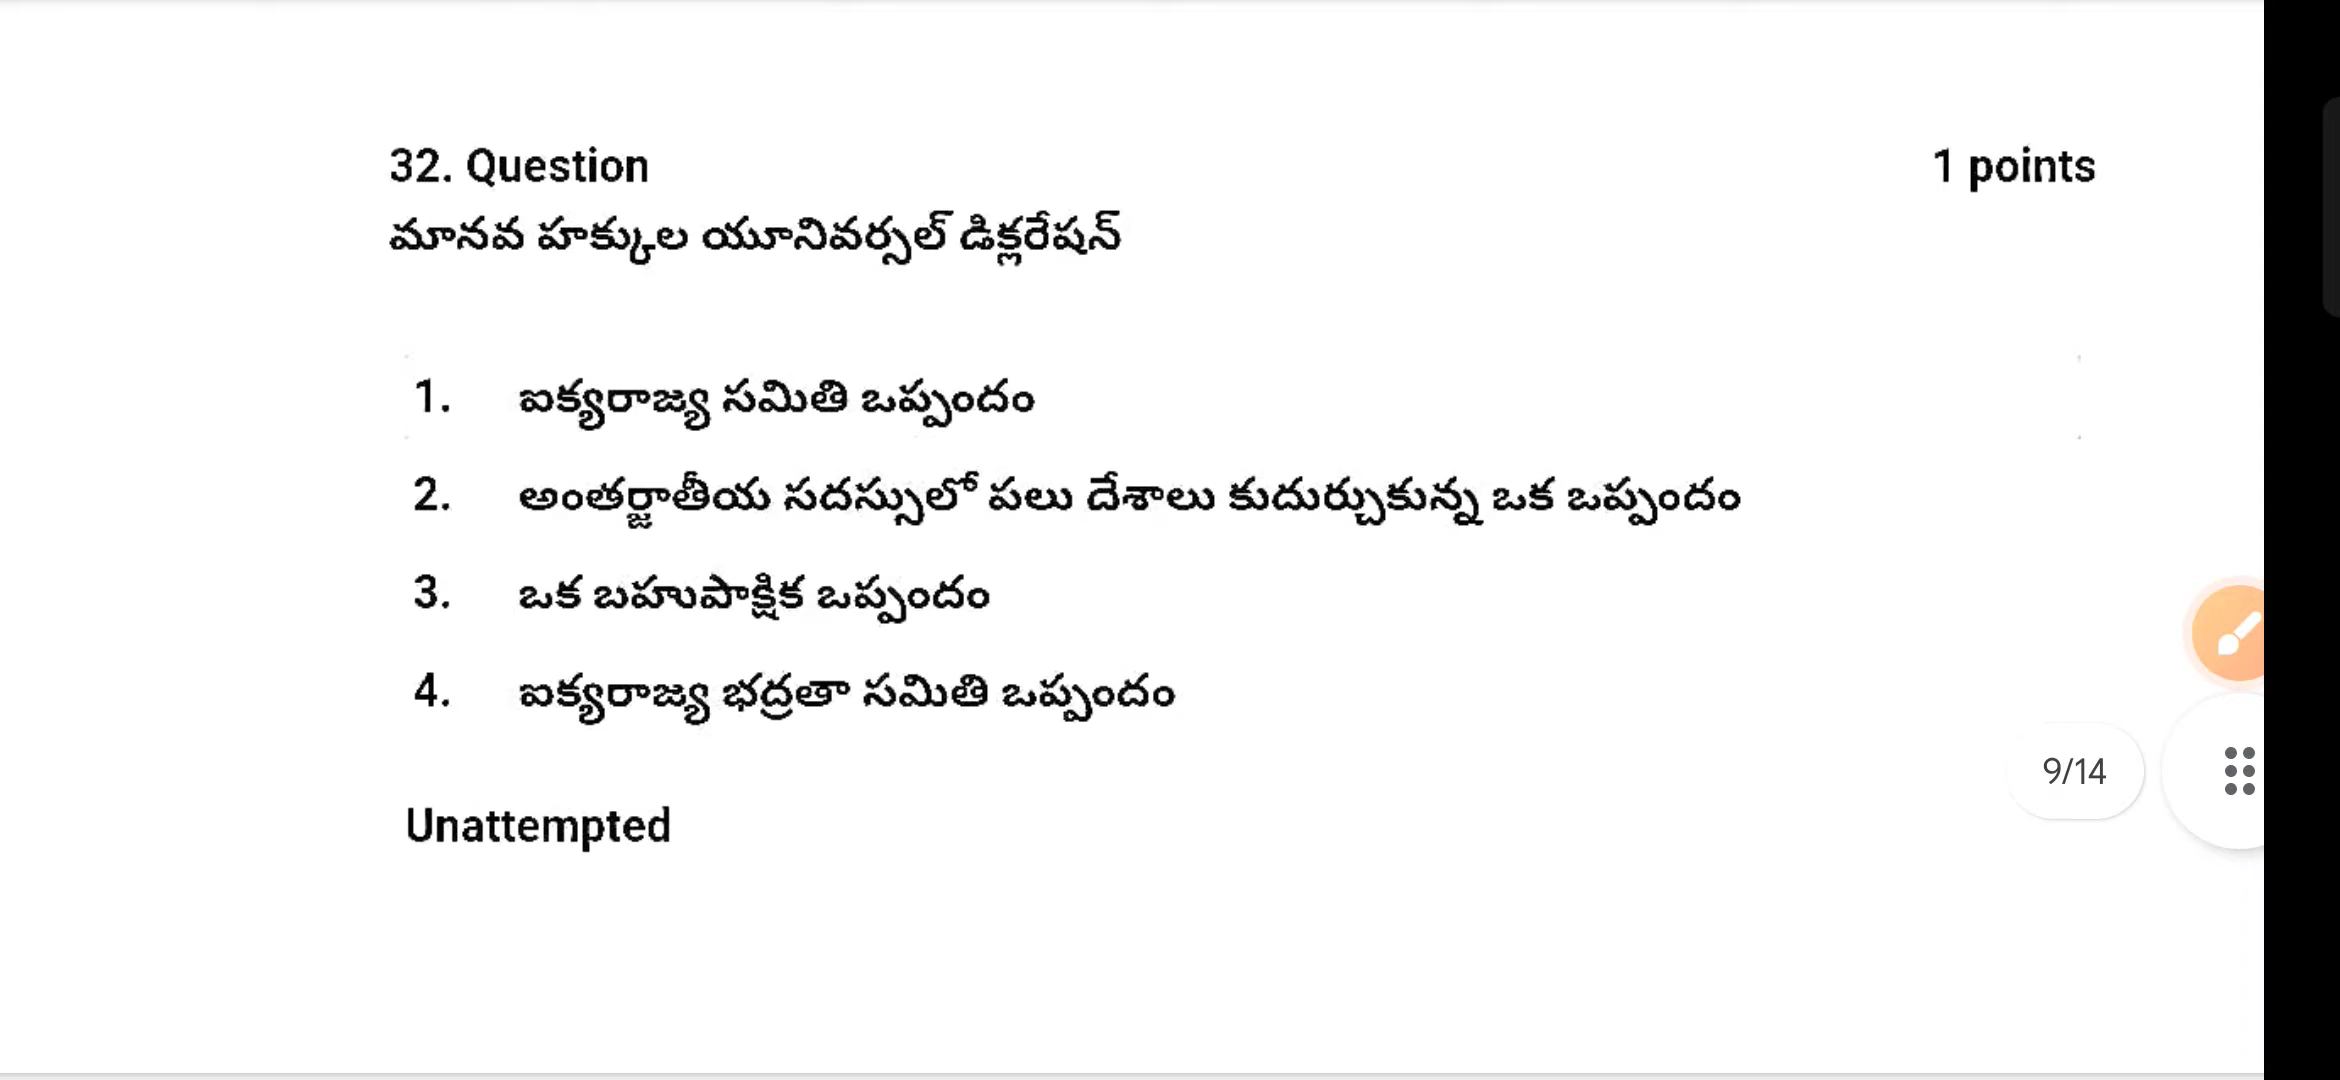 32. Question 1 points
మానవ హక్కుల యూనివర్సల్ డిక్లరేషన్
1. ఐక్యరాజ్య సమితి ఒప్పందం
2. అంతర్జాతీయ సదస్సులో పలు దేశాలు కుదుర్చుకున్న ఒక ఒప్పందం
3. ఒక బహుపాక్షిక ఒప్పందం
4. ఐక్యరాజ్య భద్రతా సమితి ఒప్పందం
9/14
Unattempted